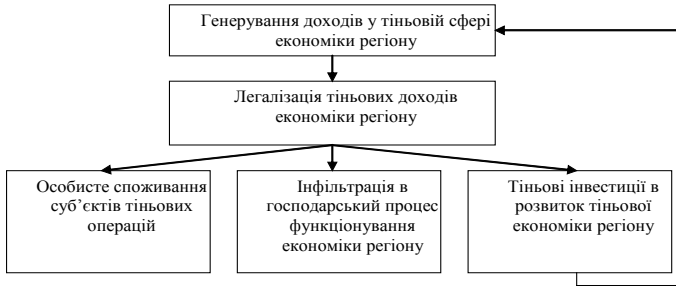 Генерування доходів у тіньовій сфері
економіки регіону
Легалізація тіньових доходів
економіки регіону
Особисте споживання
суб’єктів тіньових
операцій
Інфільтрація в
господарський процес
функціонування
економіки регіону
Тіньові інвестиції в
розвиток тіньової
економіки регіону